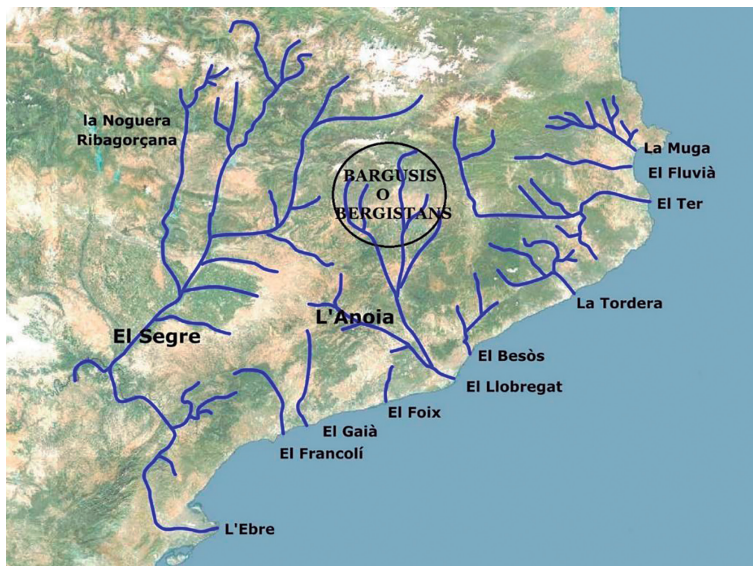 la Noguera
Ribagorçana
La Muga
El Fluvià
BARGUSIS
O
BERGISTANS
El Ter
La Tordera
L'Anoia
El Segre
El Besòs
El Llobregat
El Foix
El Gaià
El Francolí
L'Ebre